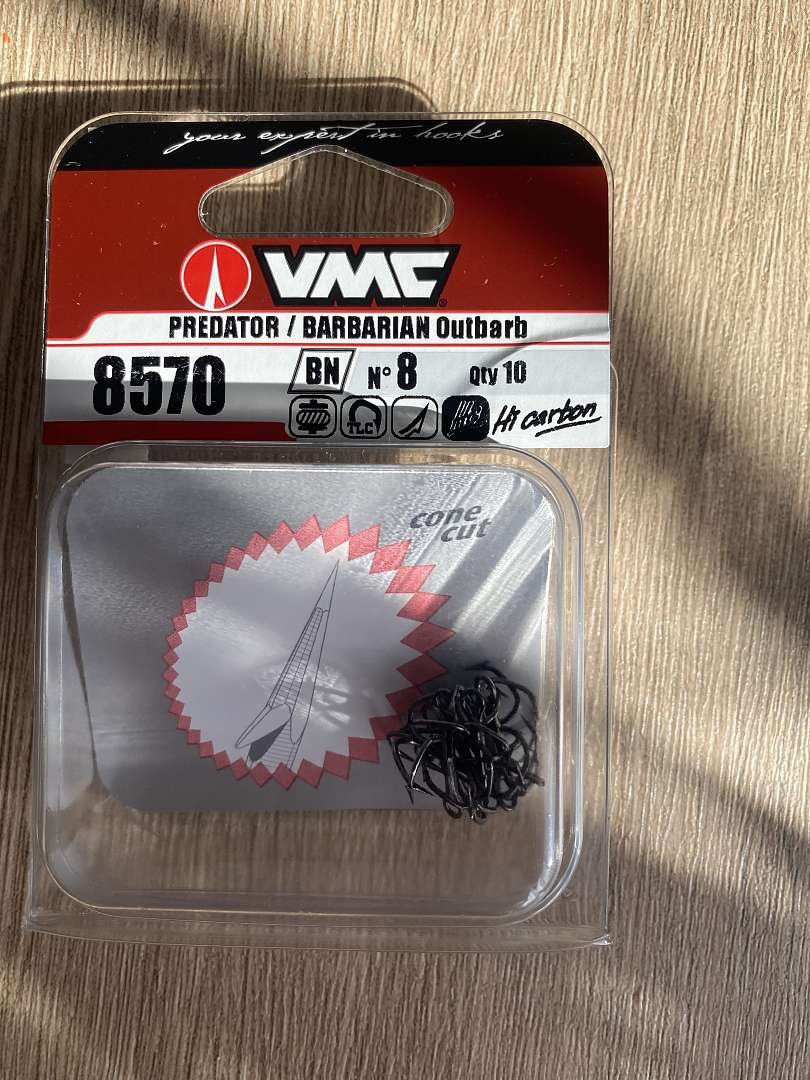 your expert in hooks
VMC®
PREDATOR / BARBARIAN Outbarb
8570 BN N° 8 Qty 10
TLC Hi carbon
cone
cut